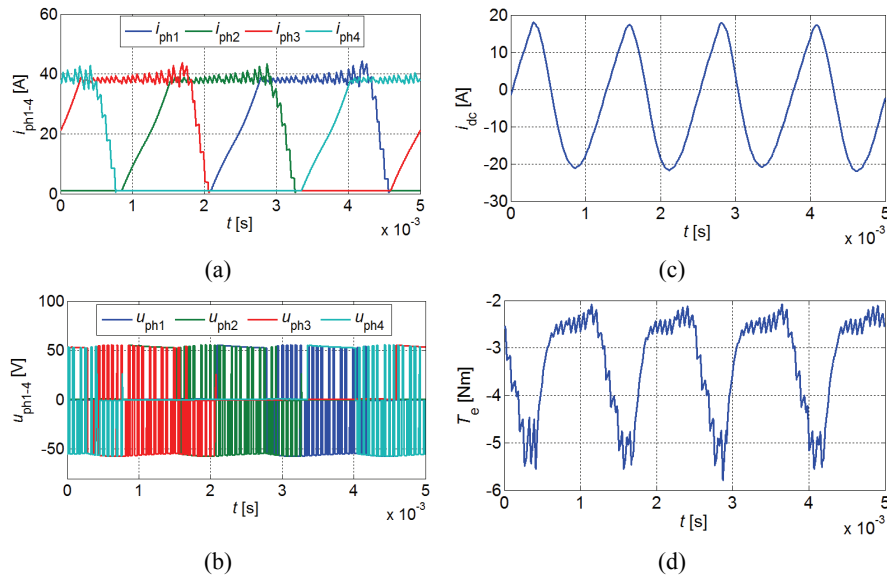 i_ph1 i_ph2 i_ph3 i_ph4
60
40
20
0
i_ph1-4 [A]
0 1 2 3 4 5
t [s]
x 10^-3
(a)
20
10
0
-10
-20
-30
i_dc [A]
0 1 2 3 4 5
t [s]
x 10^-3
(c)
u_ph1 u_ph2 u_ph3 u_ph4
100
50
0
-50
u_ph1-4 [V]
0 1 2 3 4 5
t [s]
x 10^-3
(b)
-2
-3
-4
-5
-6
T_e [Nm]
0 1 2 3 4 5
t [s]
x 10^-3
(d)